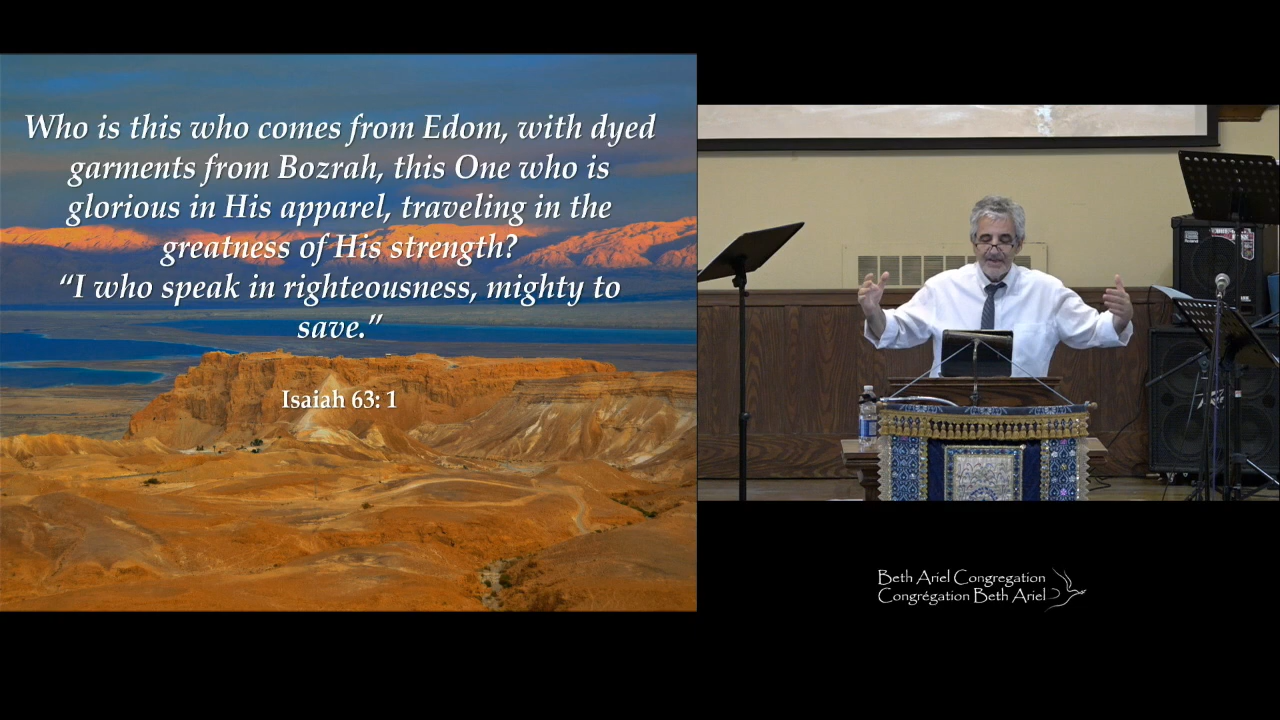 Who is this who comes from Edom, with dyed
garments from Bozrah, this One who is
glorious in His apparel, traveling in the
greatness of His strength?
“I who speak in righteousness, mighty to
save.”
Isaiah 63: 1
Roland
Beth Ariel Congregation
Congrégation Beth Ariel